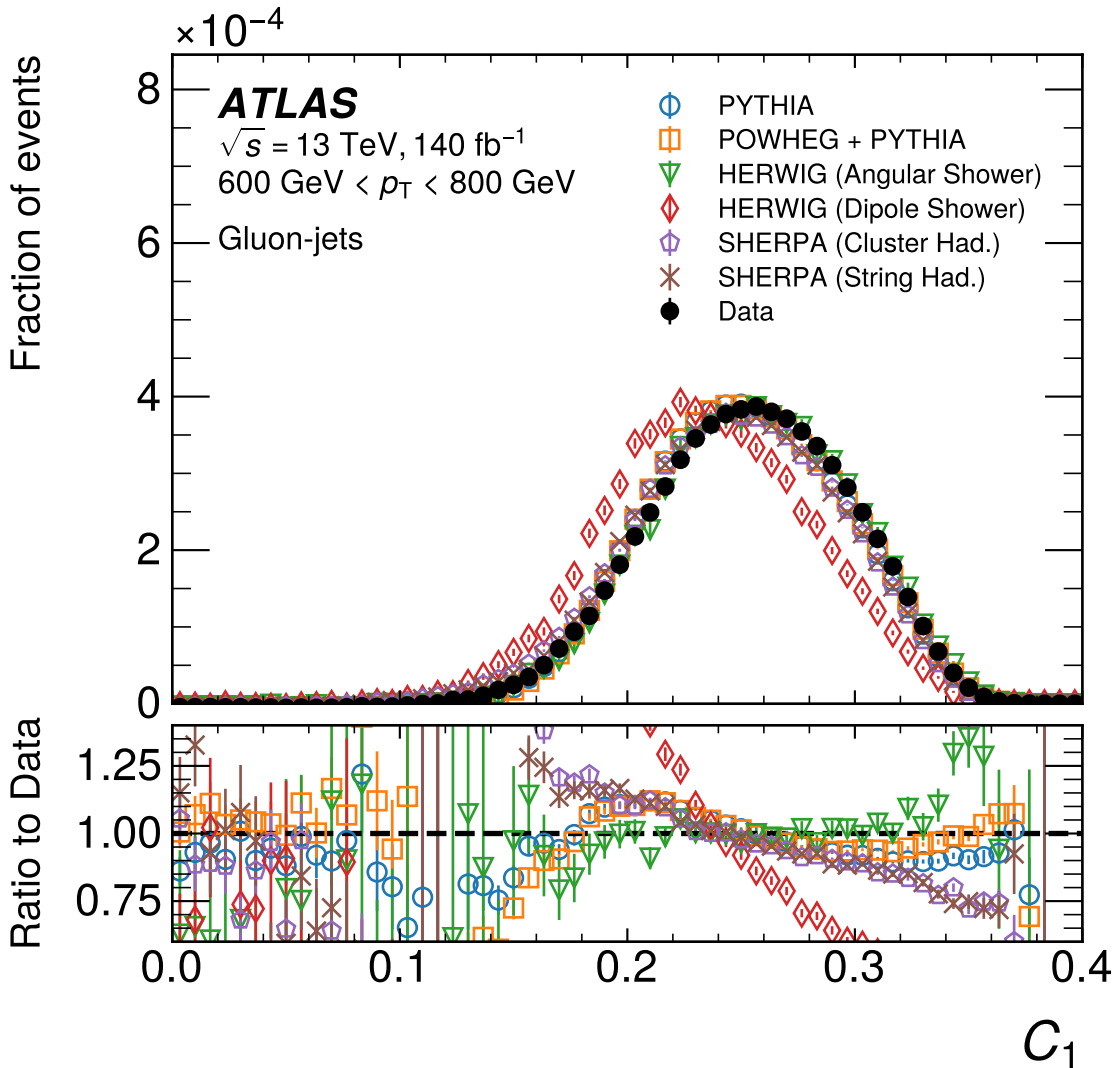 ×10⁻⁴
Fraction of events
8
6
4
2
0
ATLAS
√s = 13 TeV, 140 fb⁻¹
600 GeV < pT < 800 GeV
Gluon-jets
PYTHIA
POWHEG + PYTHIA
HERWIG (Angular Shower)
HERWIG (Dipole Shower)
SHERPA (Cluster Had.)
SHERPA (String Had.)
Data
Ratio to Data
1.25
1.00
0.75
0.0 0.1 0.2 0.3 0.4
C₁